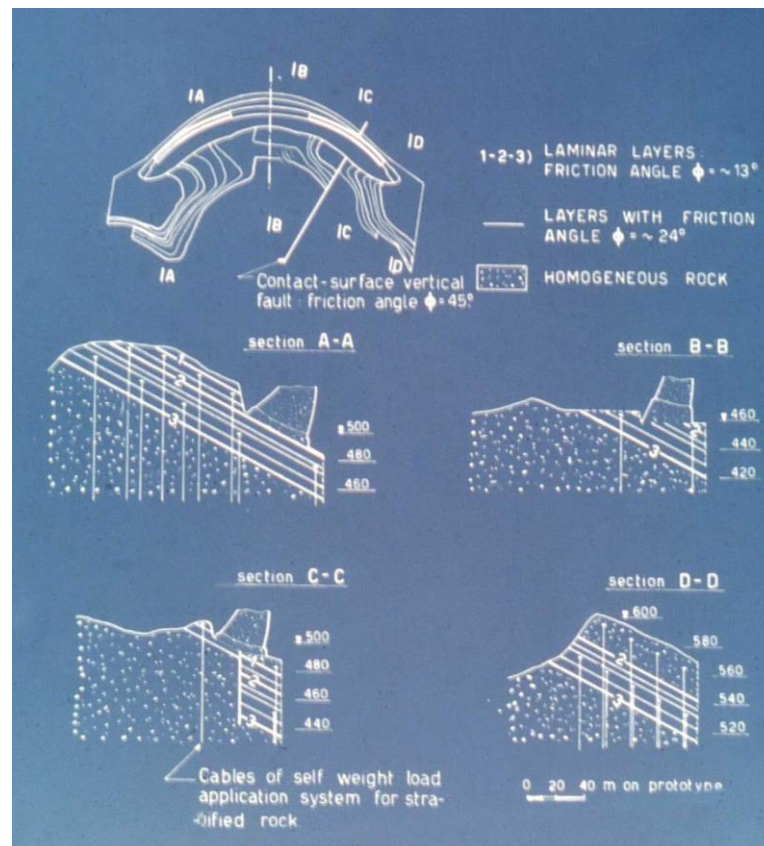 IB
IA
IC
ID
IB
IC
IA
ID
Contact-surface vertical
fault: friction angle ϕ=45°
1-2-3) LAMINAR LAYERS:
FRICTION ANGLE ϕ=~13°
LAYERS WITH FRICTION
ANGLE ϕ=~24°
HOMOGENEOUS ROCK
section A-A
1
2
3
500
480
460
section B-B
2
3
460
440
420
section C-C
1
2
3
500
480
460
440
Cables of self weight load
application system for stra-
ified rock
section D-D
2
3
600
580
560
540
520
0 20 40 m on prototype